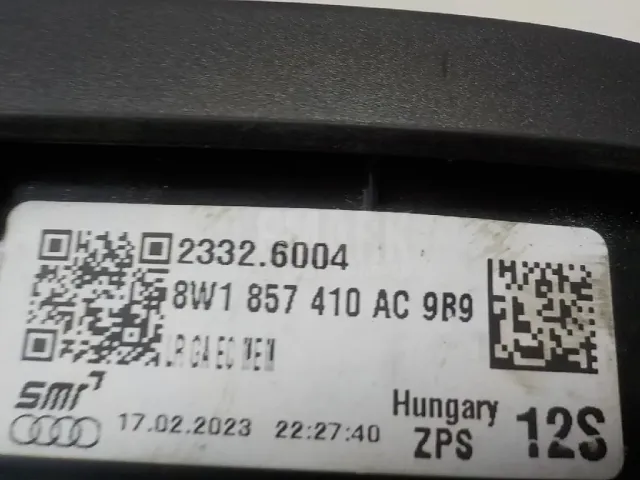 2332.6004
8W1 857 410 AC 9B9
smr
17.02.2023 22:27:40
Hungary
ZPS
12S